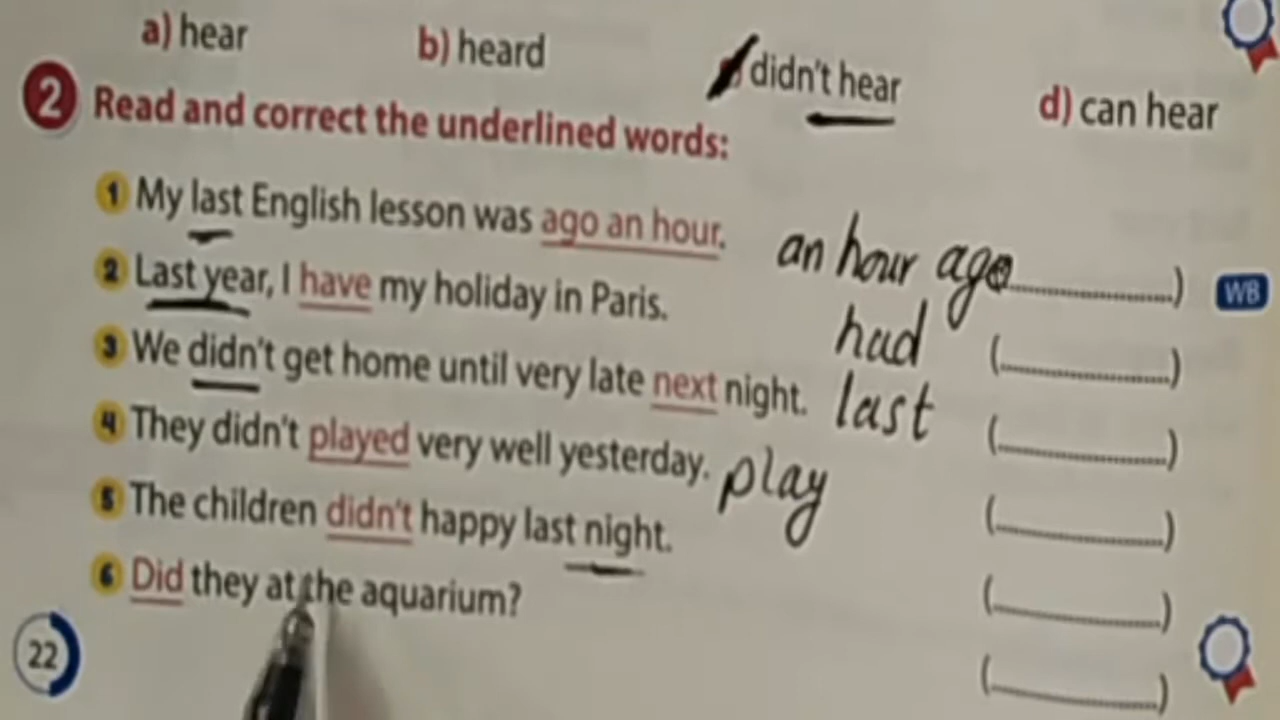 a) hear b) heard didn't hear d) can hear
2 Read and correct the underlined words:
1 My last English lesson was ago an hour. an hour ago ....................)
WB
2 Last year, I have my holiday in Paris. had (....................)
3 We didn't get home until very late next night. last (....................)
4 They didn't played very well yesterday. play (....................)
5 The children didn't happy last night. (....................)
6 Did they at the aquarium? (....................)
22